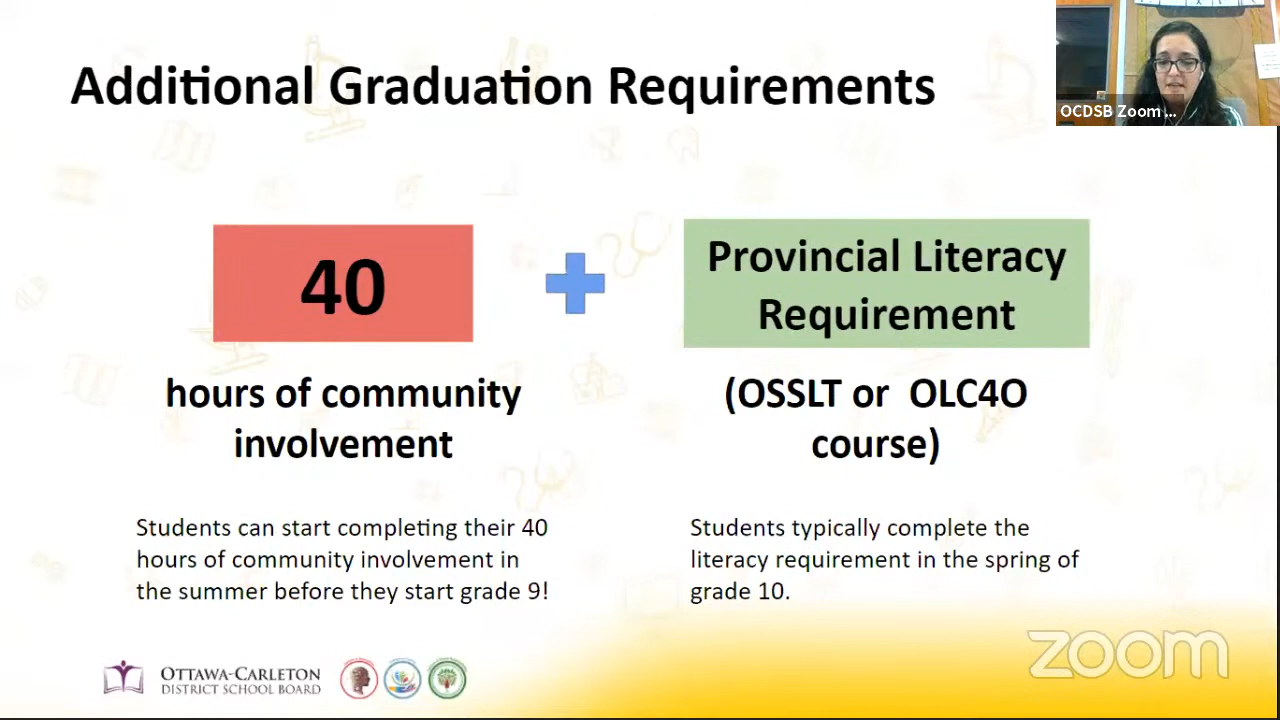 Additional Graduation Requirements
OCDSB Zoom ...
40
hours of community
involvement
Students can start completing their 40
hours of community involvement in
the summer before they start grade 9!
Provincial Literacy
Requirement
(OSSLT or OLC4O
course)
Students typically complete the
literacy requirement in the spring of
grade 10.
OTTAWA-CARLETON
DISTRICT SCHOOL BOARD
zoom